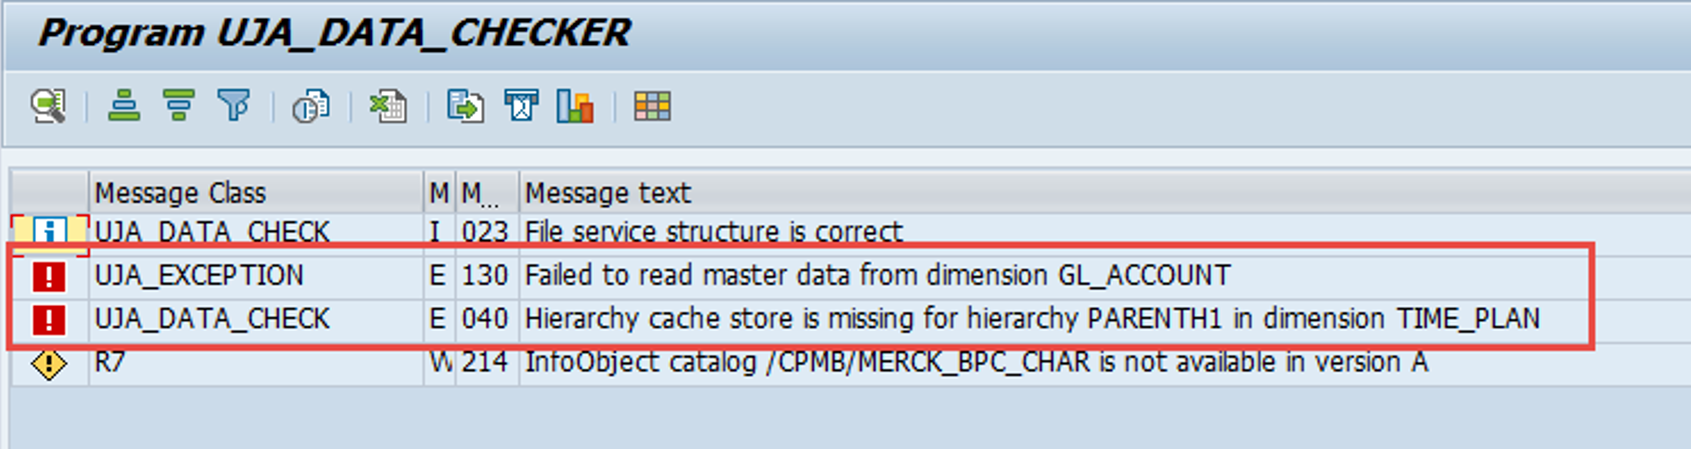 Program UJA_DATA_CHECKER
Message Class M M... Message text
UJA_DATA_CHECK I 023 File service structure is correct
UJA_EXCEPTION E 130 Failed to read master data from dimension GL_ACCOUNT
UJA_DATA_CHECK E 040 Hierarchy cache store is missing for hierarchy PARENTH1 in dimension TIME_PLAN
R7 W 214 InfoObject catalog /CPMB/MERCK_BPC_CHAR is not available in version A